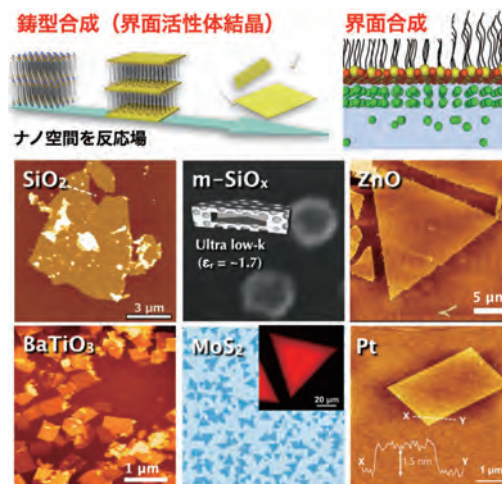 鋳型合成（界面活性体結晶）
界面合成
ナノ空間を反応場
SiO₂
3 μm
m-SiOₓ
Ultra low-k
(εᵣ = ~1.7)
ZnO
5 μm
BaTiO₃
1 μm
MoS₂
20 μm
Pt
X
Y
X
1.5 nm
Y
1 μm